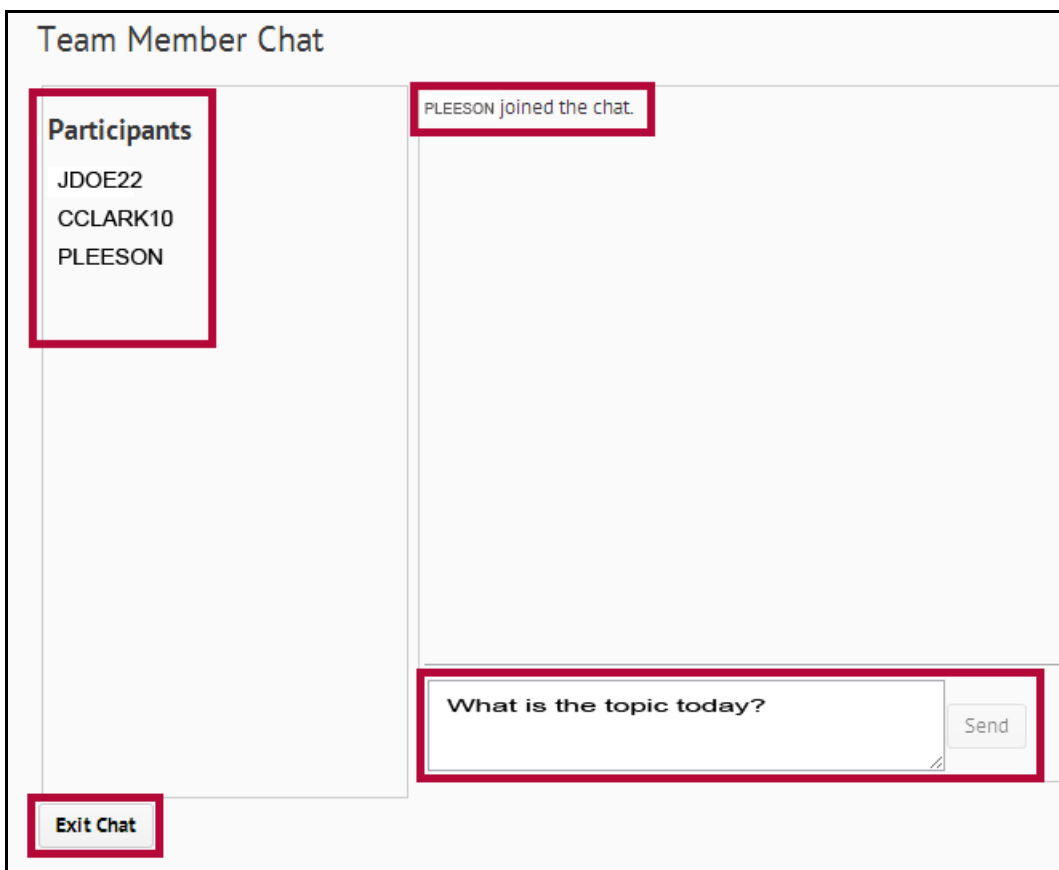 Team Member Chat
Participants
JDOE22
CCLARK10
PLEESON
PLEESON joined the chat.
What is the topic today?
Send
Exit Chat